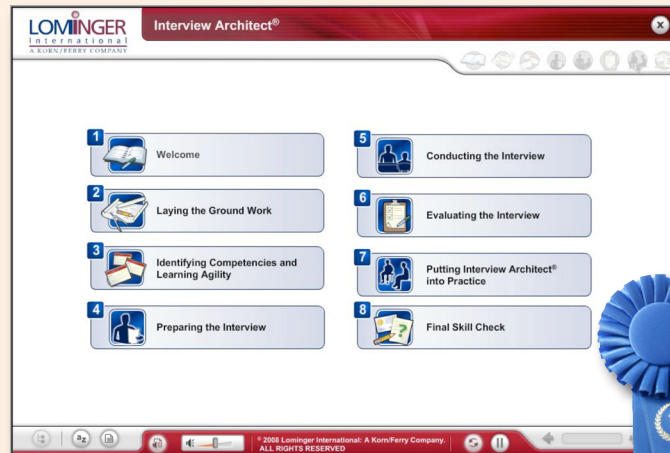 LOMINGER
International
A KORN/FERRY COMPANY
Interview Architect®
X
1
Welcome
2
Laying the Ground Work
3
Identifying Competencies and
Learning Agility
4
Preparing the Interview
5
Conducting the Interview
6
Evaluating the Interview
7
Putting Interview Architect®
into Practice
8
Final Skill Check
?
az
© 2008 Lominger International: A Korn/Ferry Company.
ALL RIGHTS RESERVED